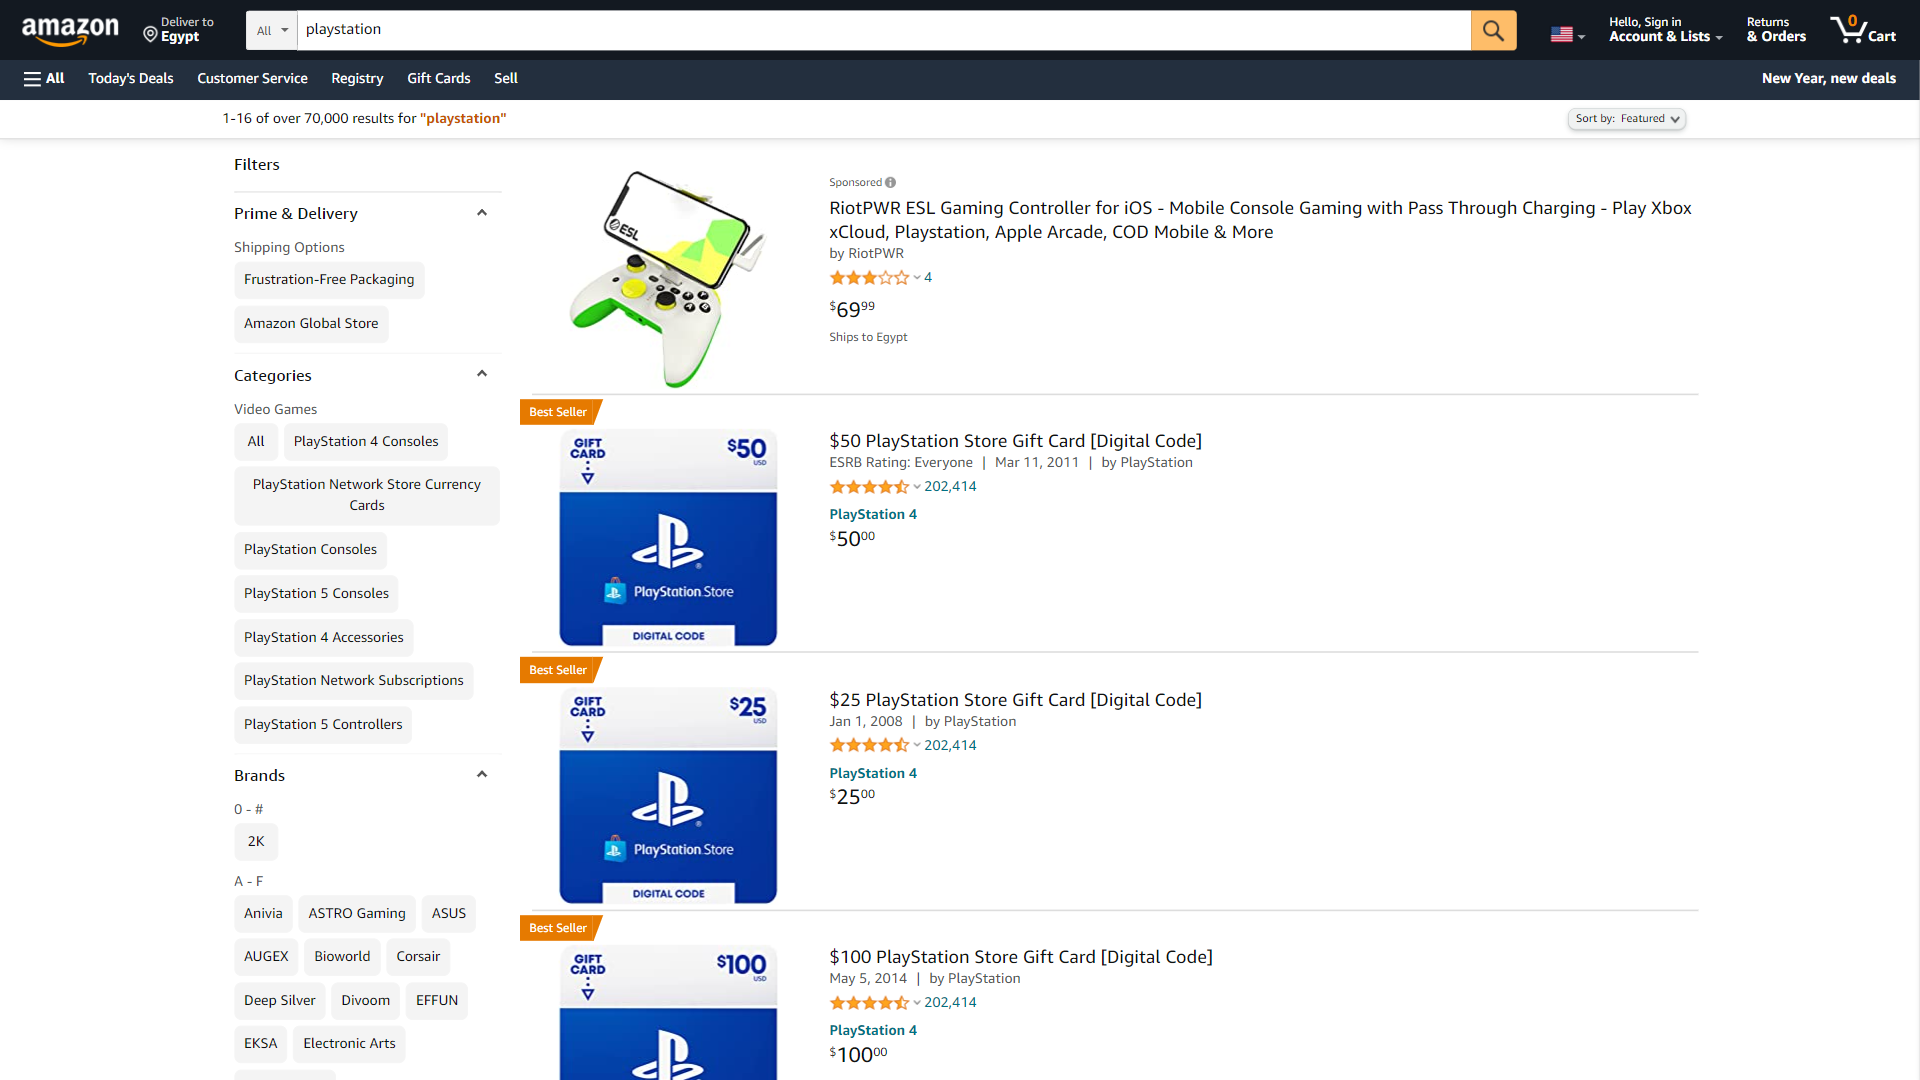 amazon
Deliver to
Egypt
All
playstation
Hello, Sign in
Account & Lists
Returns
& Orders
0
Cart
All
Today's Deals
Customer Service
Registry
Gift Cards
Sell
New Year, new deals
1-16 of over 70,000 results for "playstation"
Sort by: Featured
Filters
Prime & Delivery
Shipping Options
Frustration-Free Packaging
Amazon Global Store
Categories
Video Games
All
PlayStation 4 Consoles
PlayStation Network Store Currency
Cards
PlayStation Consoles
PlayStation 5 Consoles
PlayStation 4 Accessories
PlayStation Network Subscriptions
PlayStation 5 Controllers
Brands
0 - #
2K
A - F
Anivia
ASTRO Gaming
ASUS
AUGEX
Bioworld
Corsair
Deep Silver
Divoom
EFFUN
EKSA
Electronic Arts
ESL
Sponsored
RiotPWR ESL Gaming Controller for iOS - Mobile Console Gaming with Pass Through Charging - Play Xbox
xCloud, Playstation, Apple Arcade, COD Mobile & More
by RiotPWR
4
$69.99
Ships to Egypt
Best Seller
GIFT
CARD
$50
USD
PlayStation Store
DIGITAL CODE
$50 PlayStation Store Gift Card [Digital Code]
ESRB Rating: Everyone | Mar 11, 2011 | by PlayStation
202,414
PlayStation 4
$50.00
Best Seller
GIFT
CARD
$25
USD
PlayStation Store
DIGITAL CODE
$25 PlayStation Store Gift Card [Digital Code]
Jan 1, 2008 | by PlayStation
202,414
PlayStation 4
$25.00
Best Seller
GIFT
CARD
$100
USD
$100 PlayStation Store Gift Card [Digital Code]
May 5, 2014 | by PlayStation
202,414
PlayStation 4
$100.00